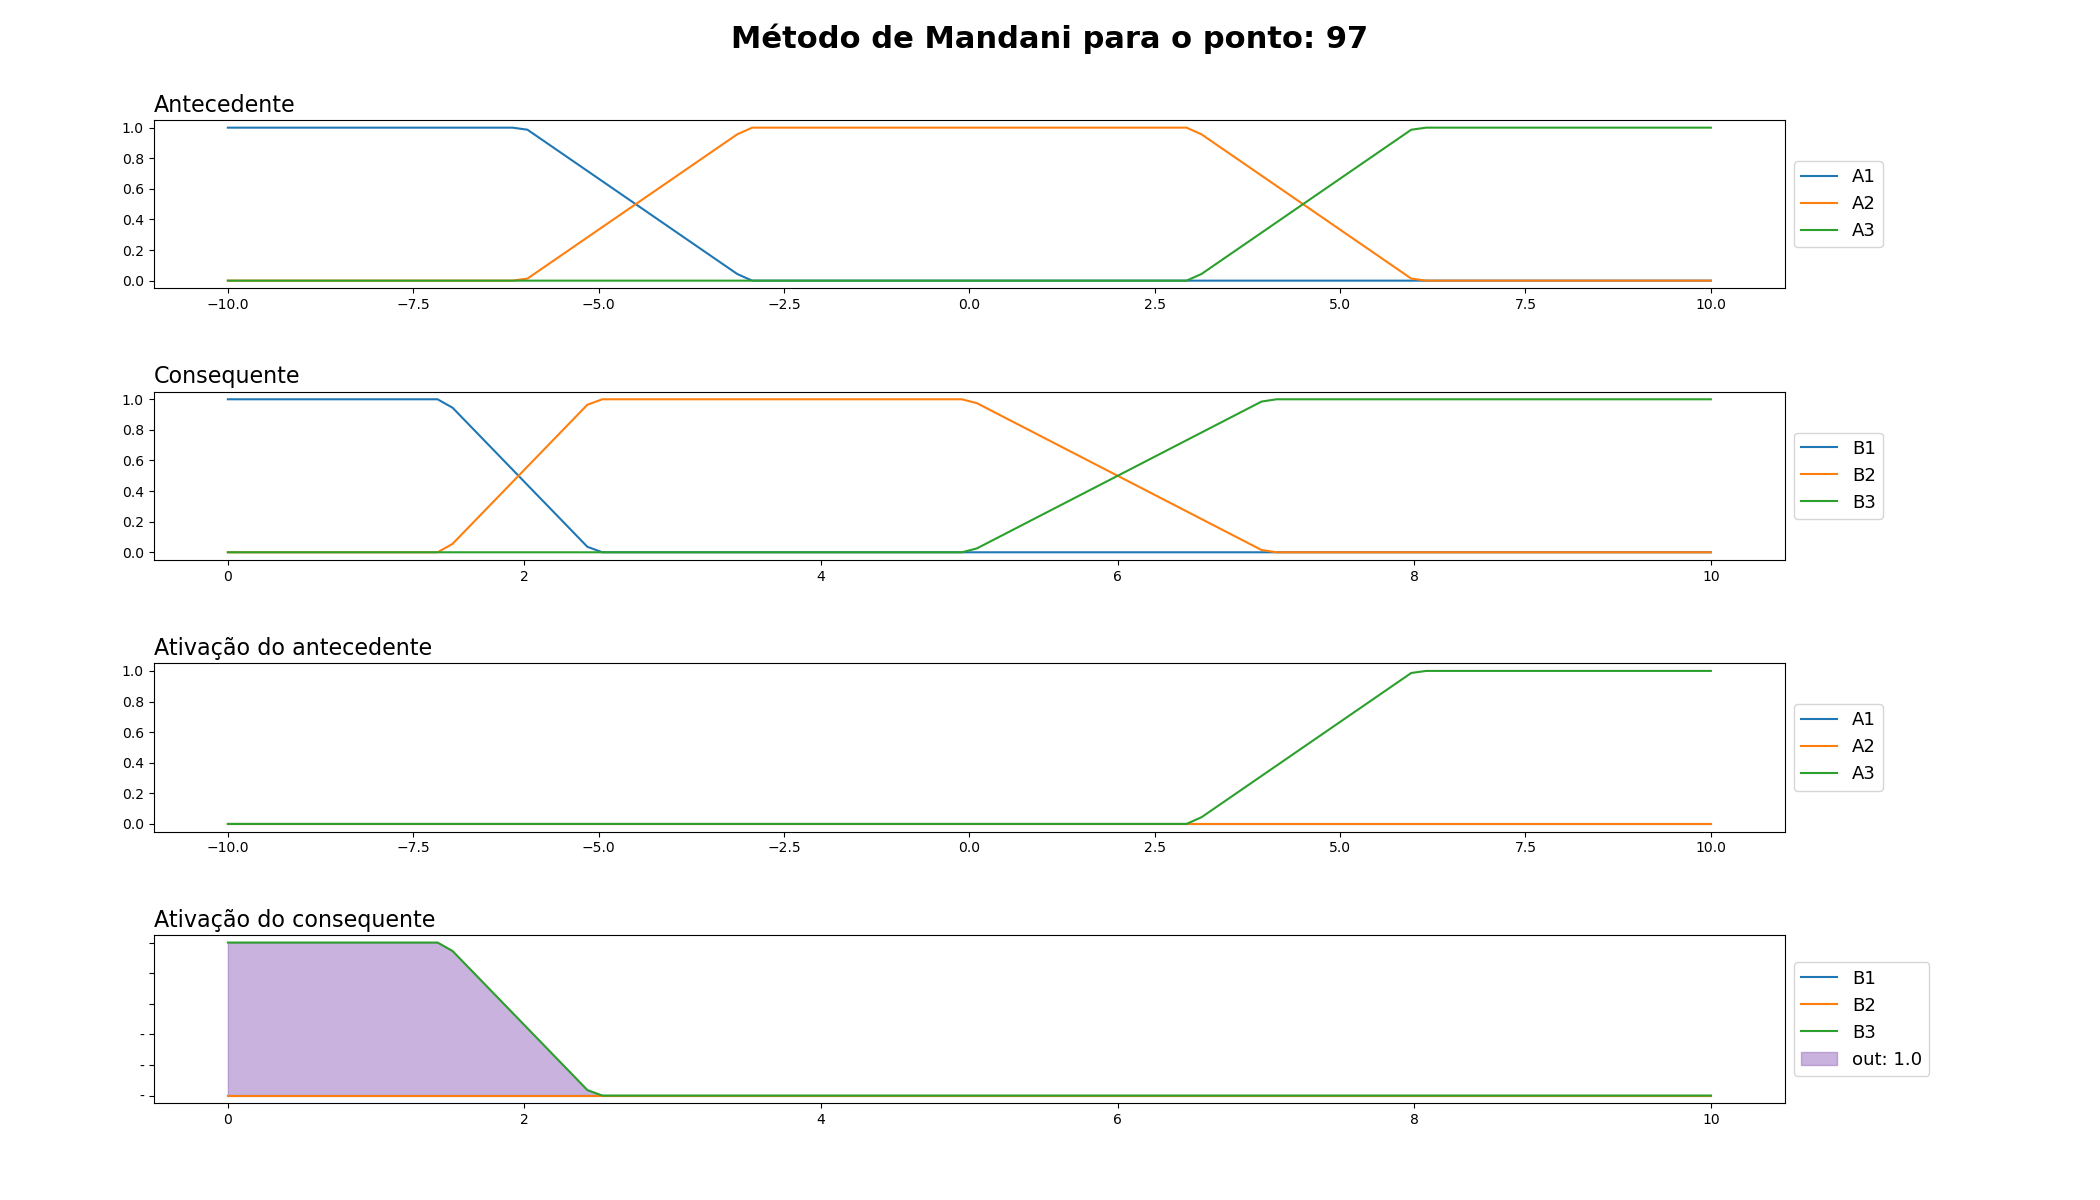 Método de Mandani para o ponto: 97
Antecedente
1.0
0.8
0.6
0.4
0.2
0.0
−10.0 −7.5 −5.0 −2.5 0.0 2.5 5.0 7.5 10.0
A1
A2
A3
Consequente
1.0
0.8
0.6
0.4
0.2
0.0
0 2 4 6 8 10
B1
B2
B3
Ativação do antecedente
1.0
0.8
0.6
0.4
0.2
0.0
−10.0 −7.5 −5.0 −2.5 0.0 2.5 5.0 7.5 10.0
A1
A2
A3
Ativação do consequente
-
-
-
0 2 4 6 8 10
B1
B2
B3
out: 1.0